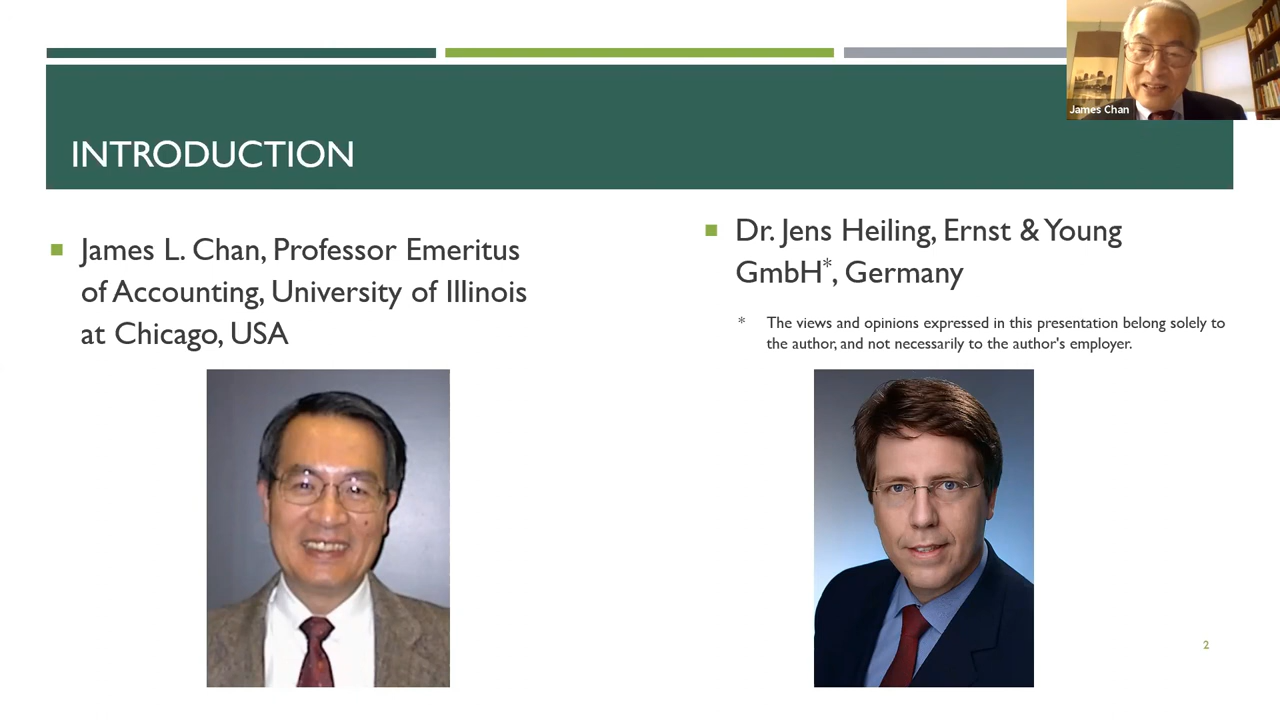 James Chan
INTRODUCTION
James L. Chan, Professor Emeritus
of Accounting, University of Illinois
at Chicago, USA
Dr. Jens Heiling, Ernst & Young
GmbH*, Germany
* The views and opinions expressed in this presentation belong solely to
the author, and not necessarily to the author's employer.
2